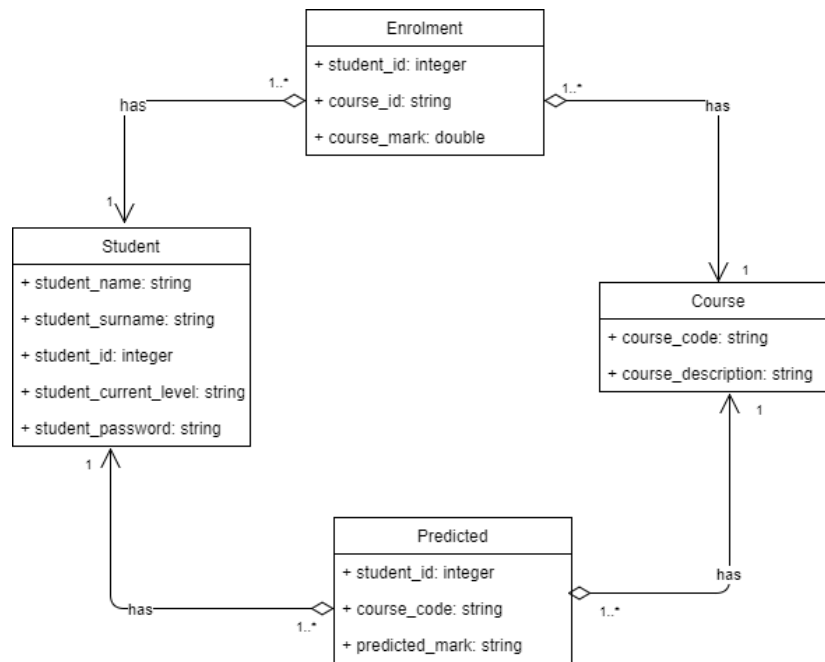 Enrolment
+ student_id: integer
+ course_id: string
+ course_mark: double
1..*
has
1
1..*
has
1
Student
+ student_name: string
+ student_surname: string
+ student_id: integer
+ student_current_level: string
+ student_password: string
Course
+ course_code: string
+ course_description: string
1
has
1..*
1
has
1..*
Predicted
+ student_id: integer
+ course_code: string
+ predicted_mark: string